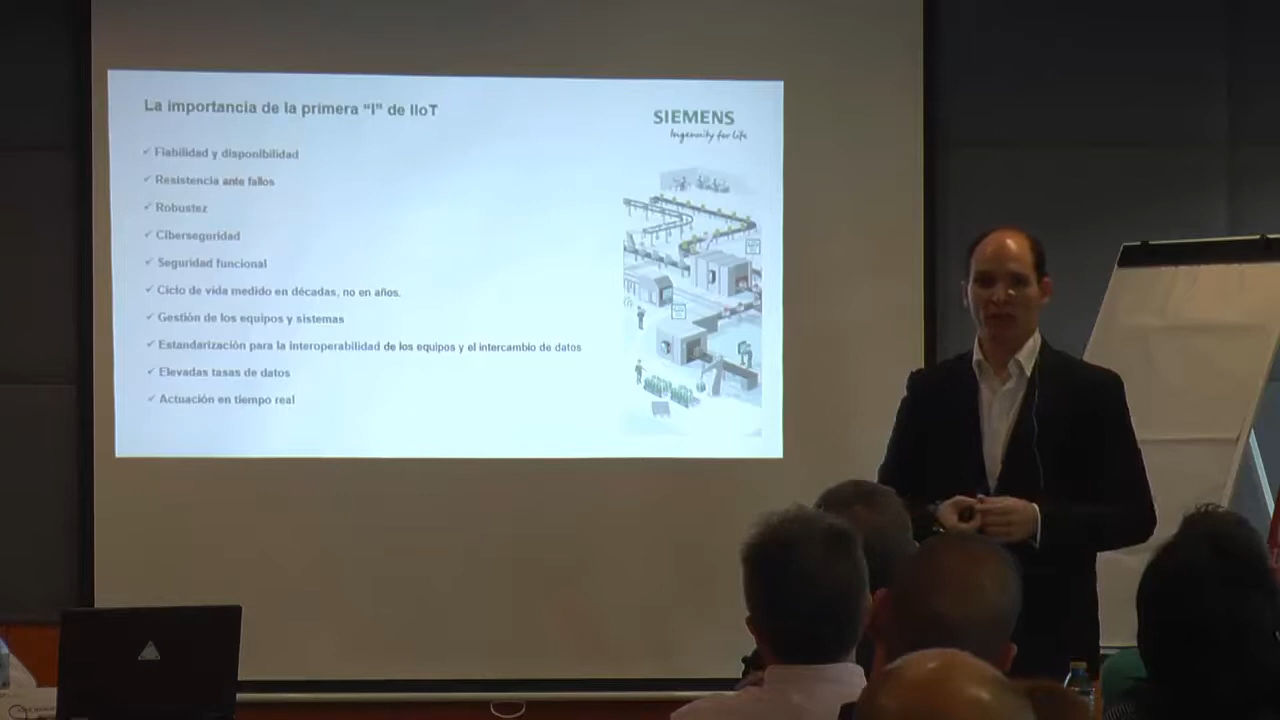 La importancia de la primera “I” de IIoT
SIEMENS
Ingenuity for life
✓ Fiabilidad y disponibilidad
✓ Resistencia ante fallos
✓ Robustez
✓ Ciberseguridad
✓ Seguridad funcional
✓ Ciclo de vida medido en décadas, no en años.
✓ Gestión de los equipos y sistemas
✓ Estandarización para la interoperabilidad de los equipos y el intercambio de datos
✓ Elevadas tasas de datos
✓ Actuación en tiempo real